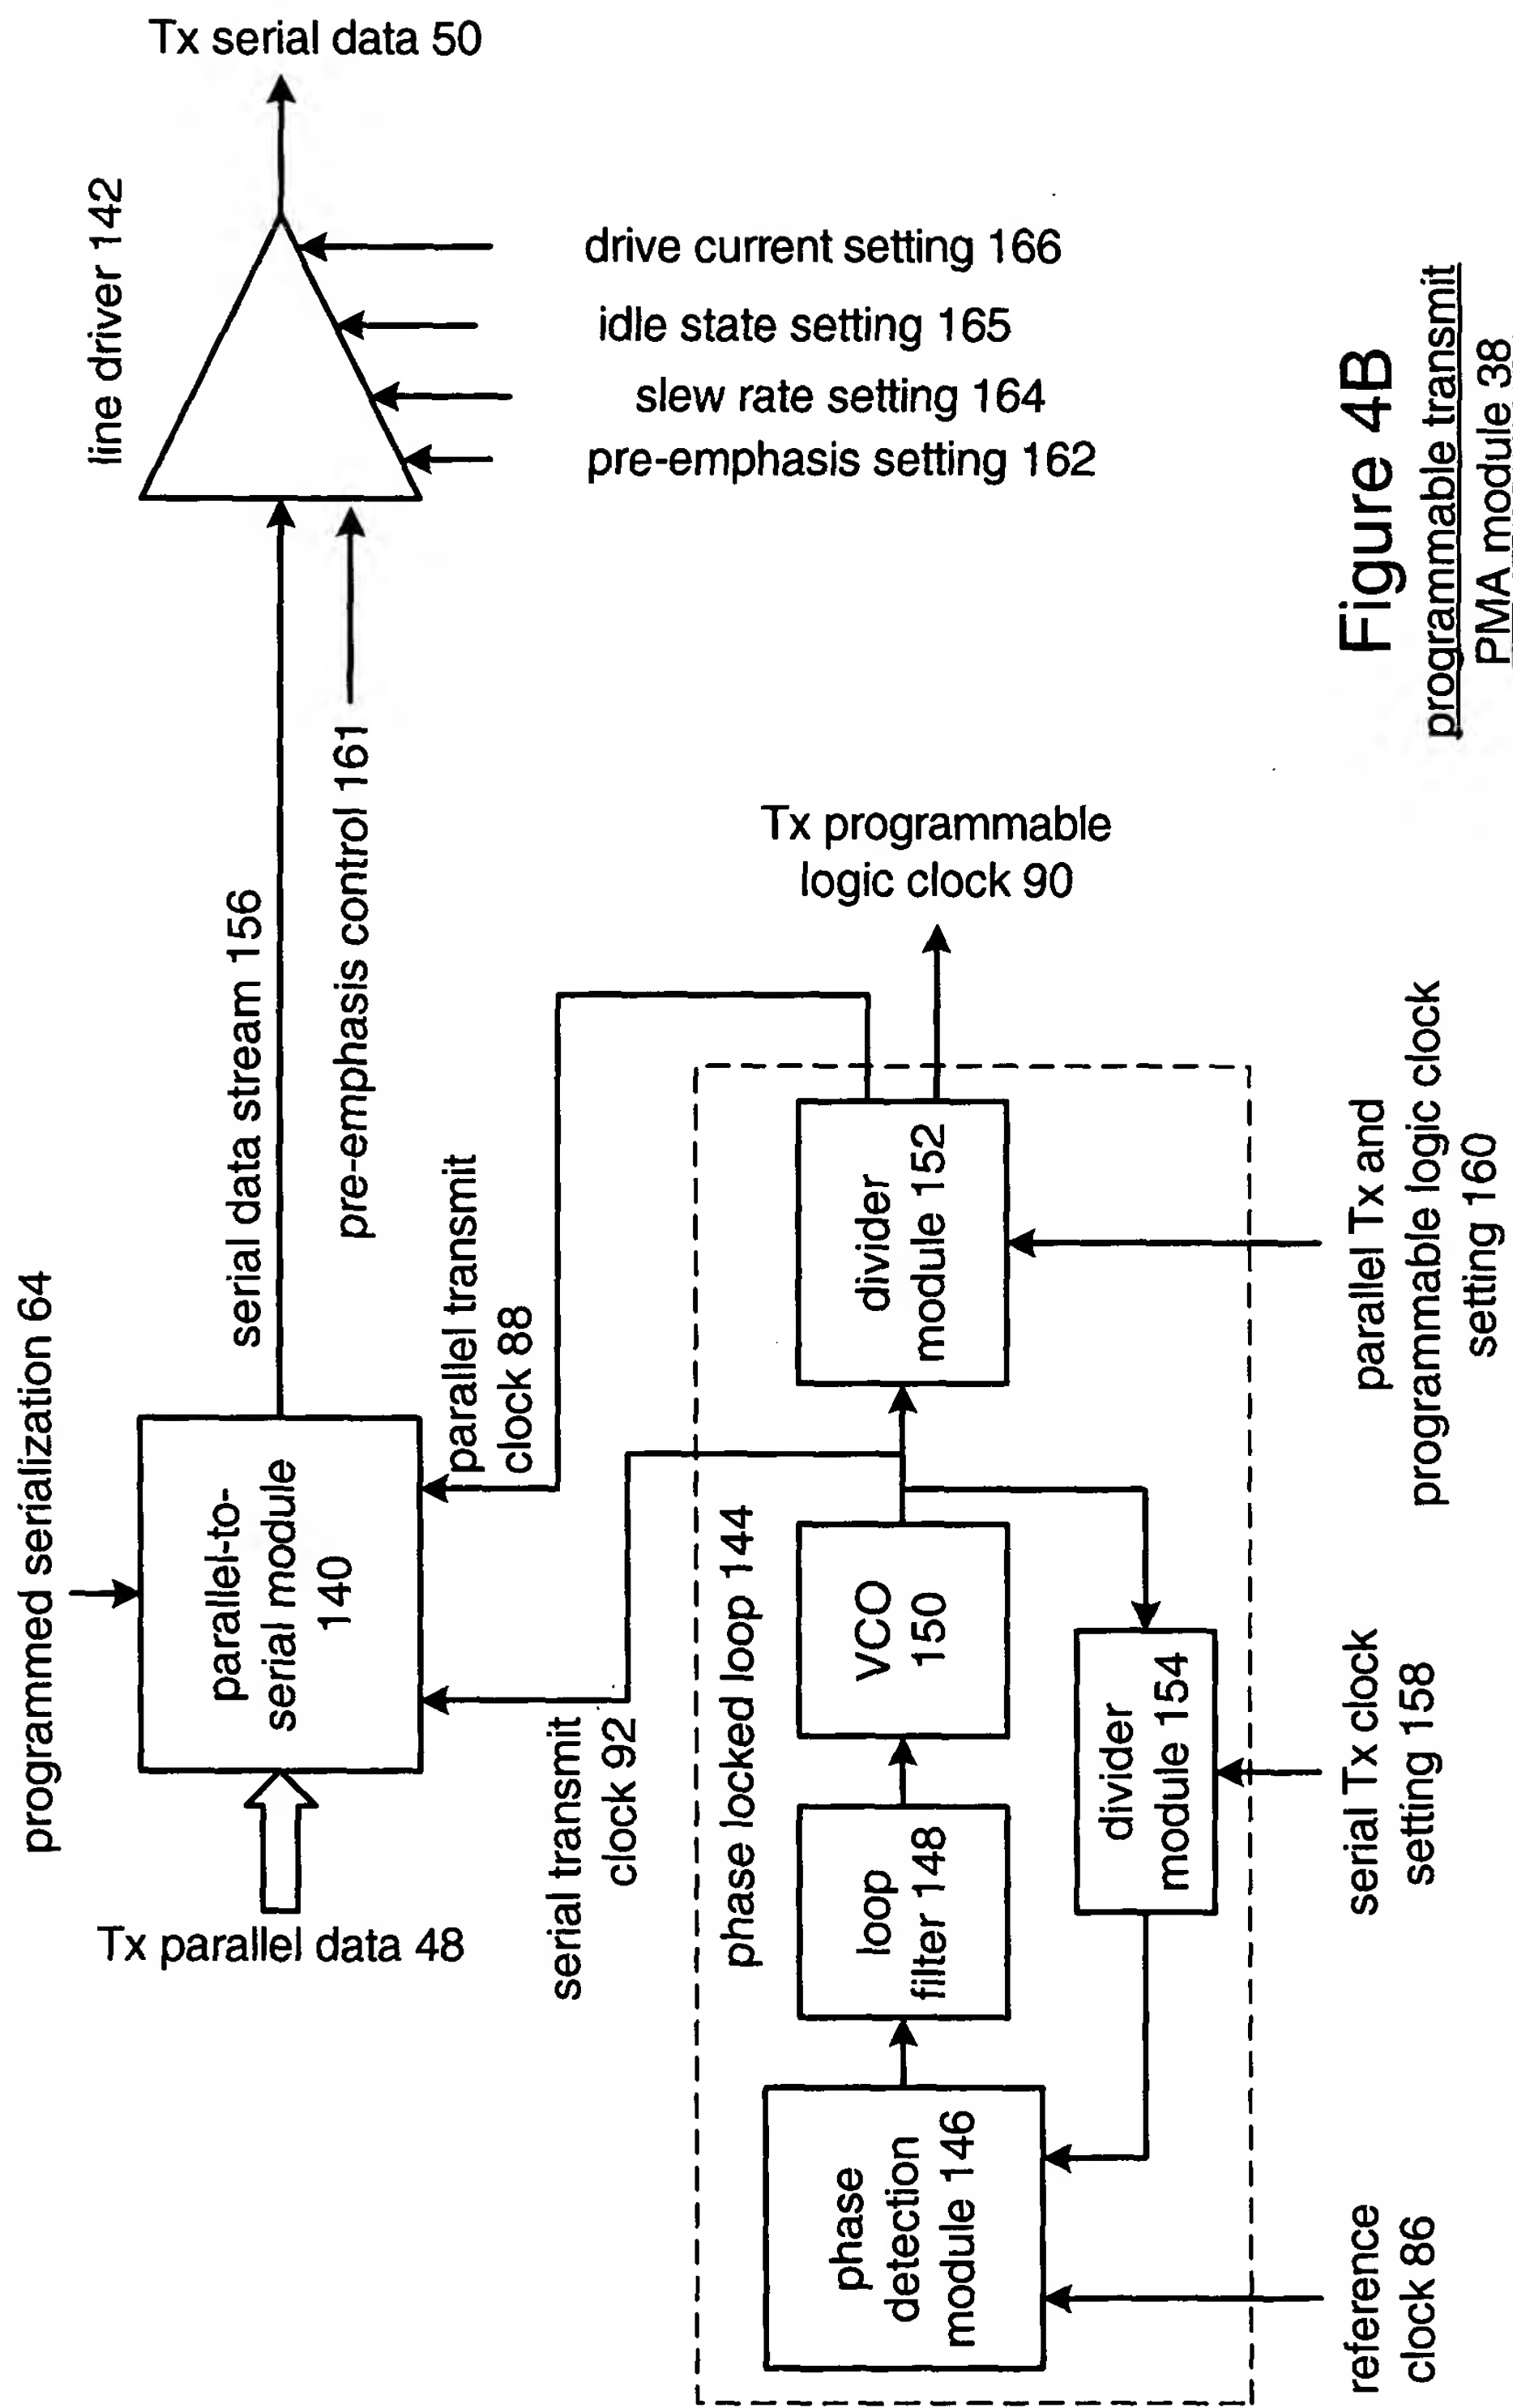 programmed serialization 64
Tx parallel data 48
parallel-to-
serial module
140
serial data stream 156
line driver 142
Tx serial data 50
pre-emphasis control 161
drive current setting 166
idle state setting 165
slew rate setting 164
pre-emphasis setting 162
serial transmit
clock 92
parallel transmit
clock 88
phase locked loop 144
phase
detection
module 146
loop
filter 148
VCO
150
divider
module 152
divider
module 154
Tx programmable
logic clock 90
reference
clock 86
serial Tx clock
setting 158
parallel Tx and
programmable logic clock
setting 160
Figure 4B
programmable transmit
PMA module 38